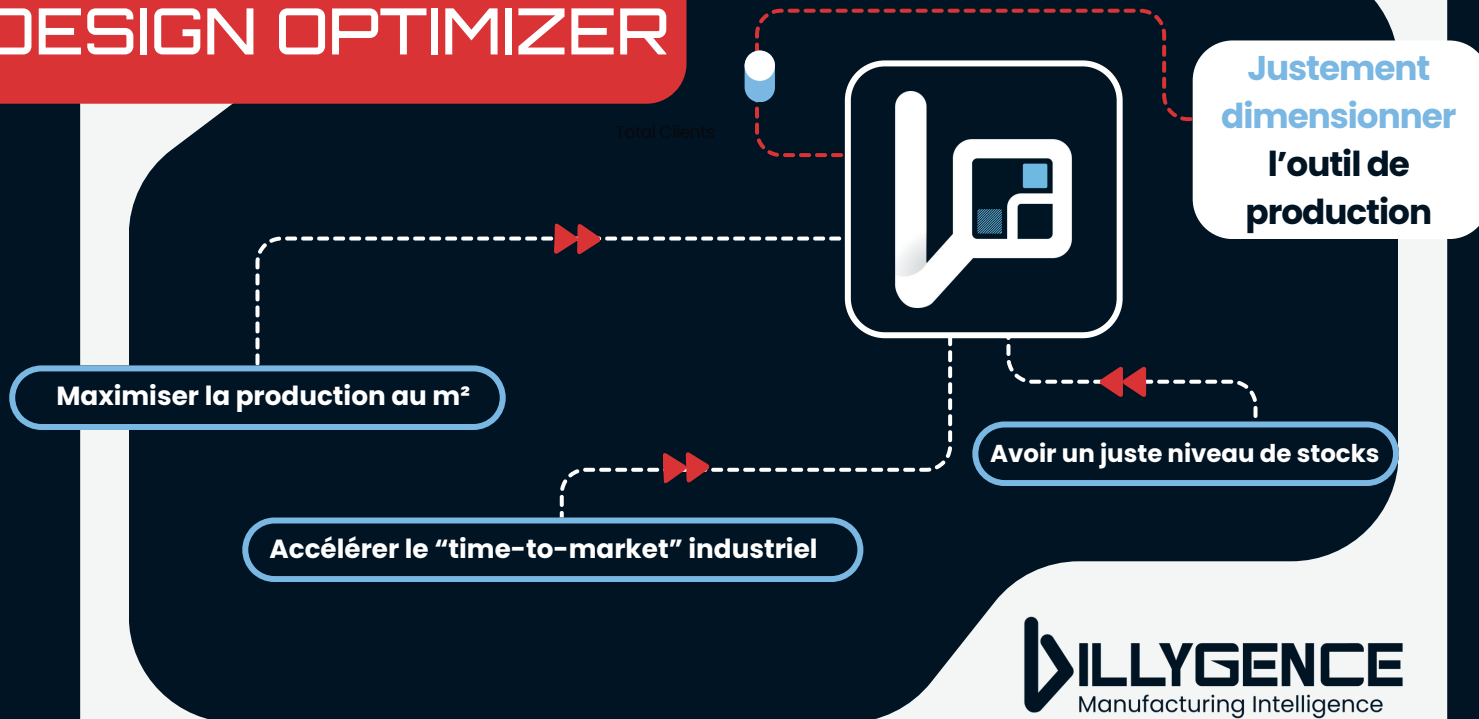 DESIGN OPTIMIZER
Justement
dimensionner
l’outil de
production
Total Clients
Maximiser la production au m²
Avoir un juste niveau de stocks
Accélérer le “time-to-market” industriel
BILLYGENCE
Manufacturing Intelligence